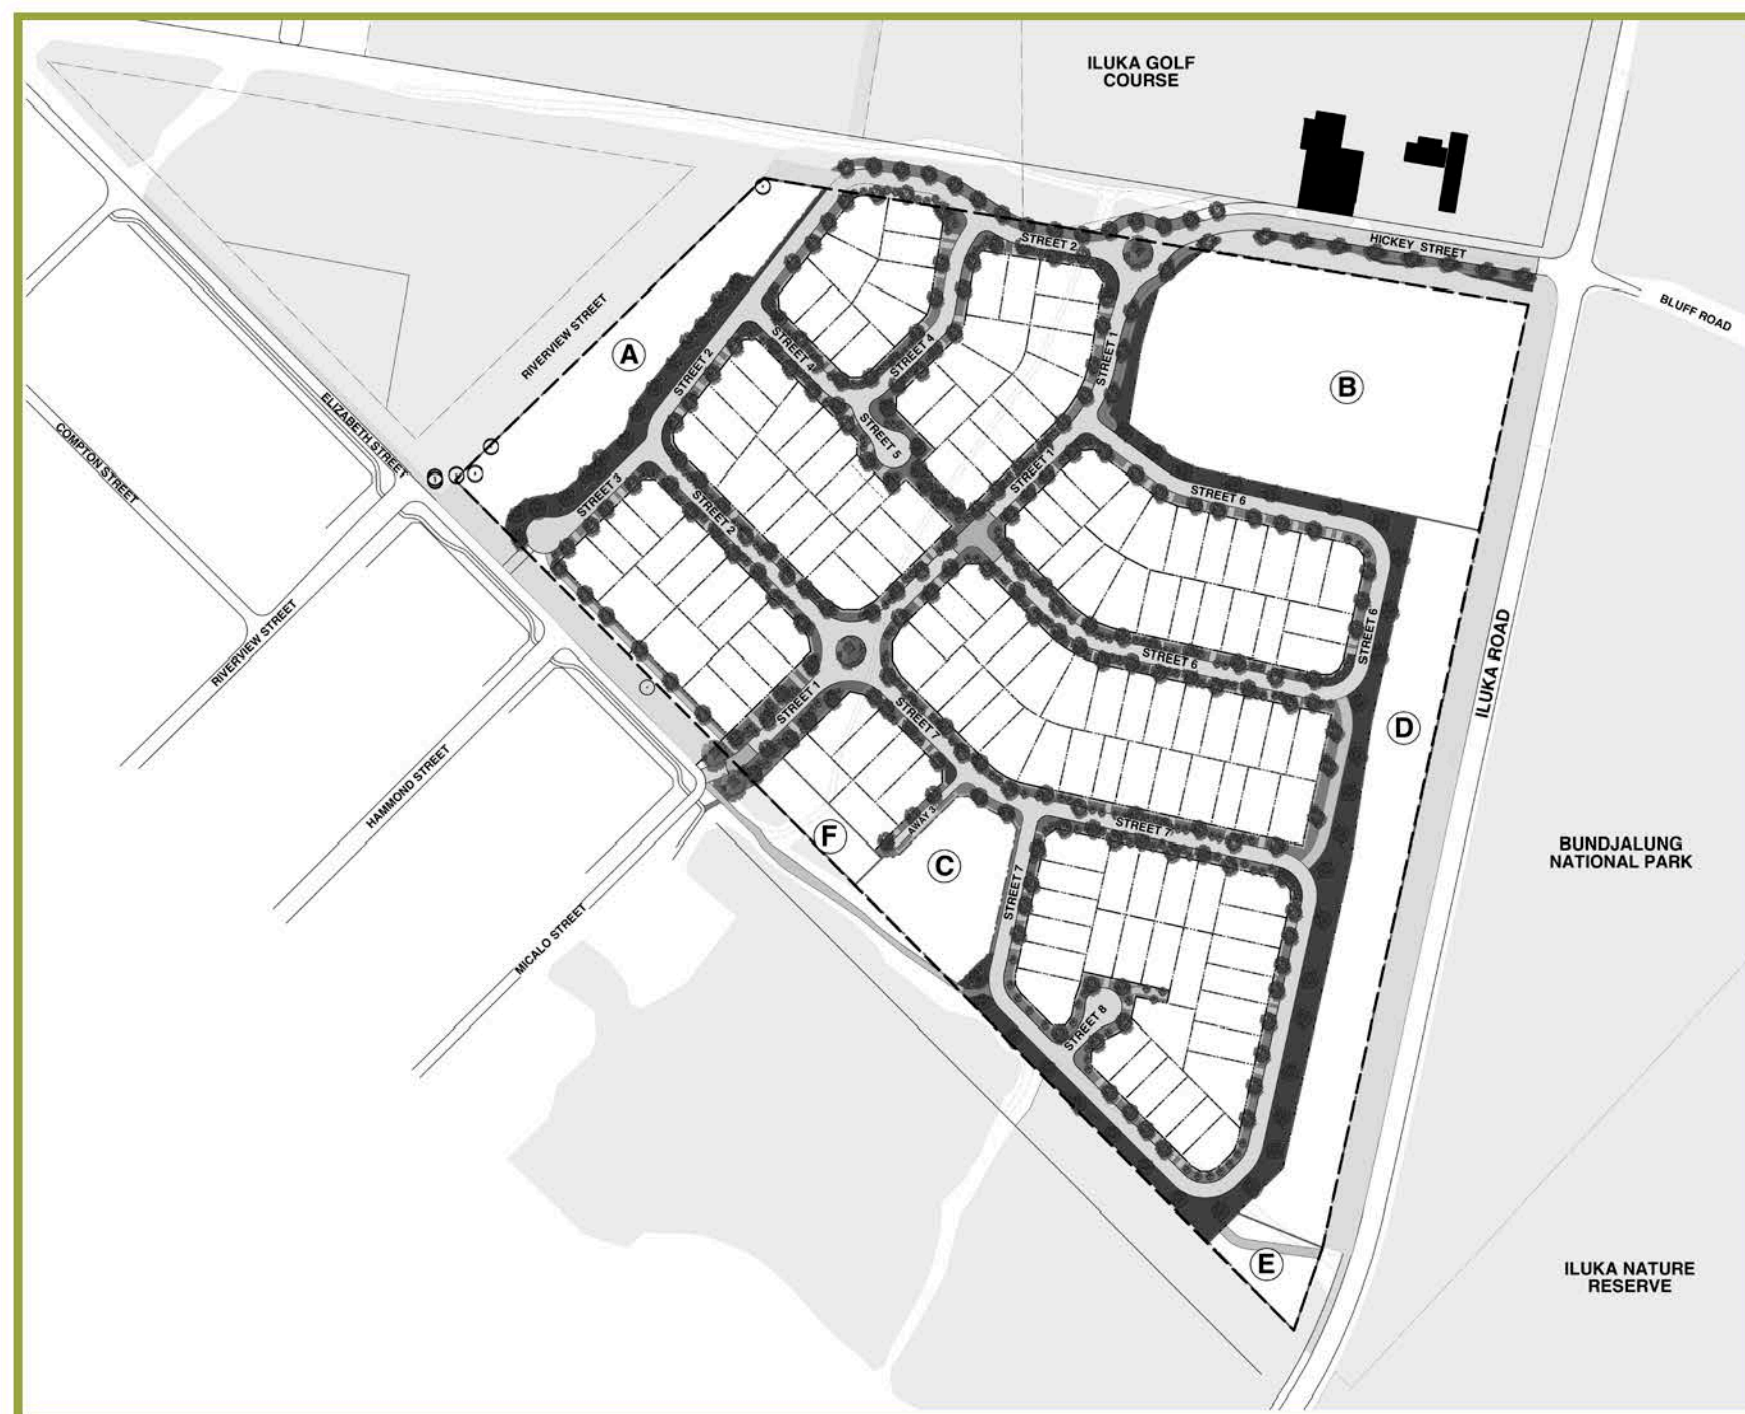 ILUKA GOLF
COURSE
STREET 2
HICKEY STREET
BLUFF ROAD
RIVERVIEW STREET
A
STREET 2
STREET 4
STREET 4
STREET 1
B
ELIZABETH STREET
COMPTON STREET
STREET 5
STREET 3
STREET 2
STREET 1
STREET 6
STREET 6
STREET 6
ILUKA ROAD
RIVERVIEW STREET
STREET 1
STREET 7
D
HAMMOND STREET
F
AWAY 3
C
STREET 7
STREET 7
BUNDJALUNG
NATIONAL PARK
MICALO STREET
STREET 8
E
ILUKA NATURE
RESERVE